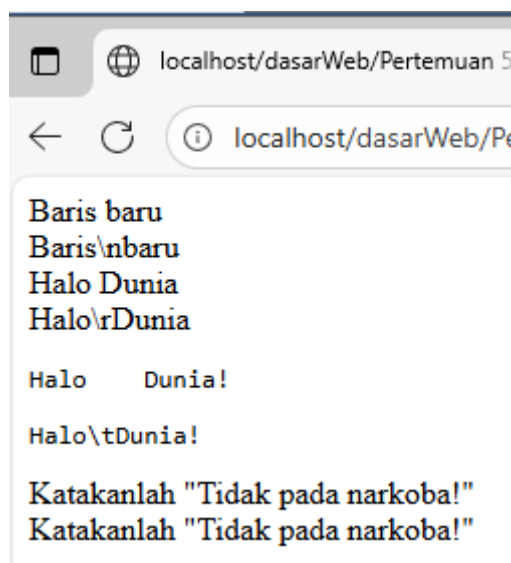 localhost/dasarWeb/Pertemuan 5
localhost/dasarWeb/Pe
Baris baru
Baris\nbaru
Halo Dunia
Halo\rDunia
Halo    Dunia!
Halo\tDunia!
Katakanlah "Tidak pada narkoba!"
Katakanlah "Tidak pada narkoba!"